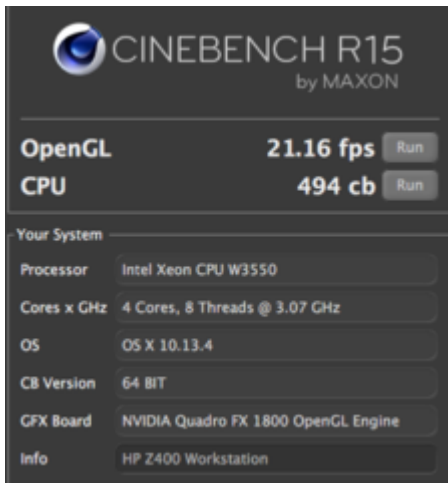 CINEBENCH R15
by MAXON
OpenGL 21.16 fps Run
CPU 494 cb Run
Your System
Processor Intel Xeon CPU W3550
Cores x GHz 4 Cores, 8 Threads @ 3.07 GHz
OS OS X 10.13.4
CB Version 64 BIT
GFX Board NVIDIA Quadro FX 1800 OpenGL Engine
Info HP Z400 Workstation